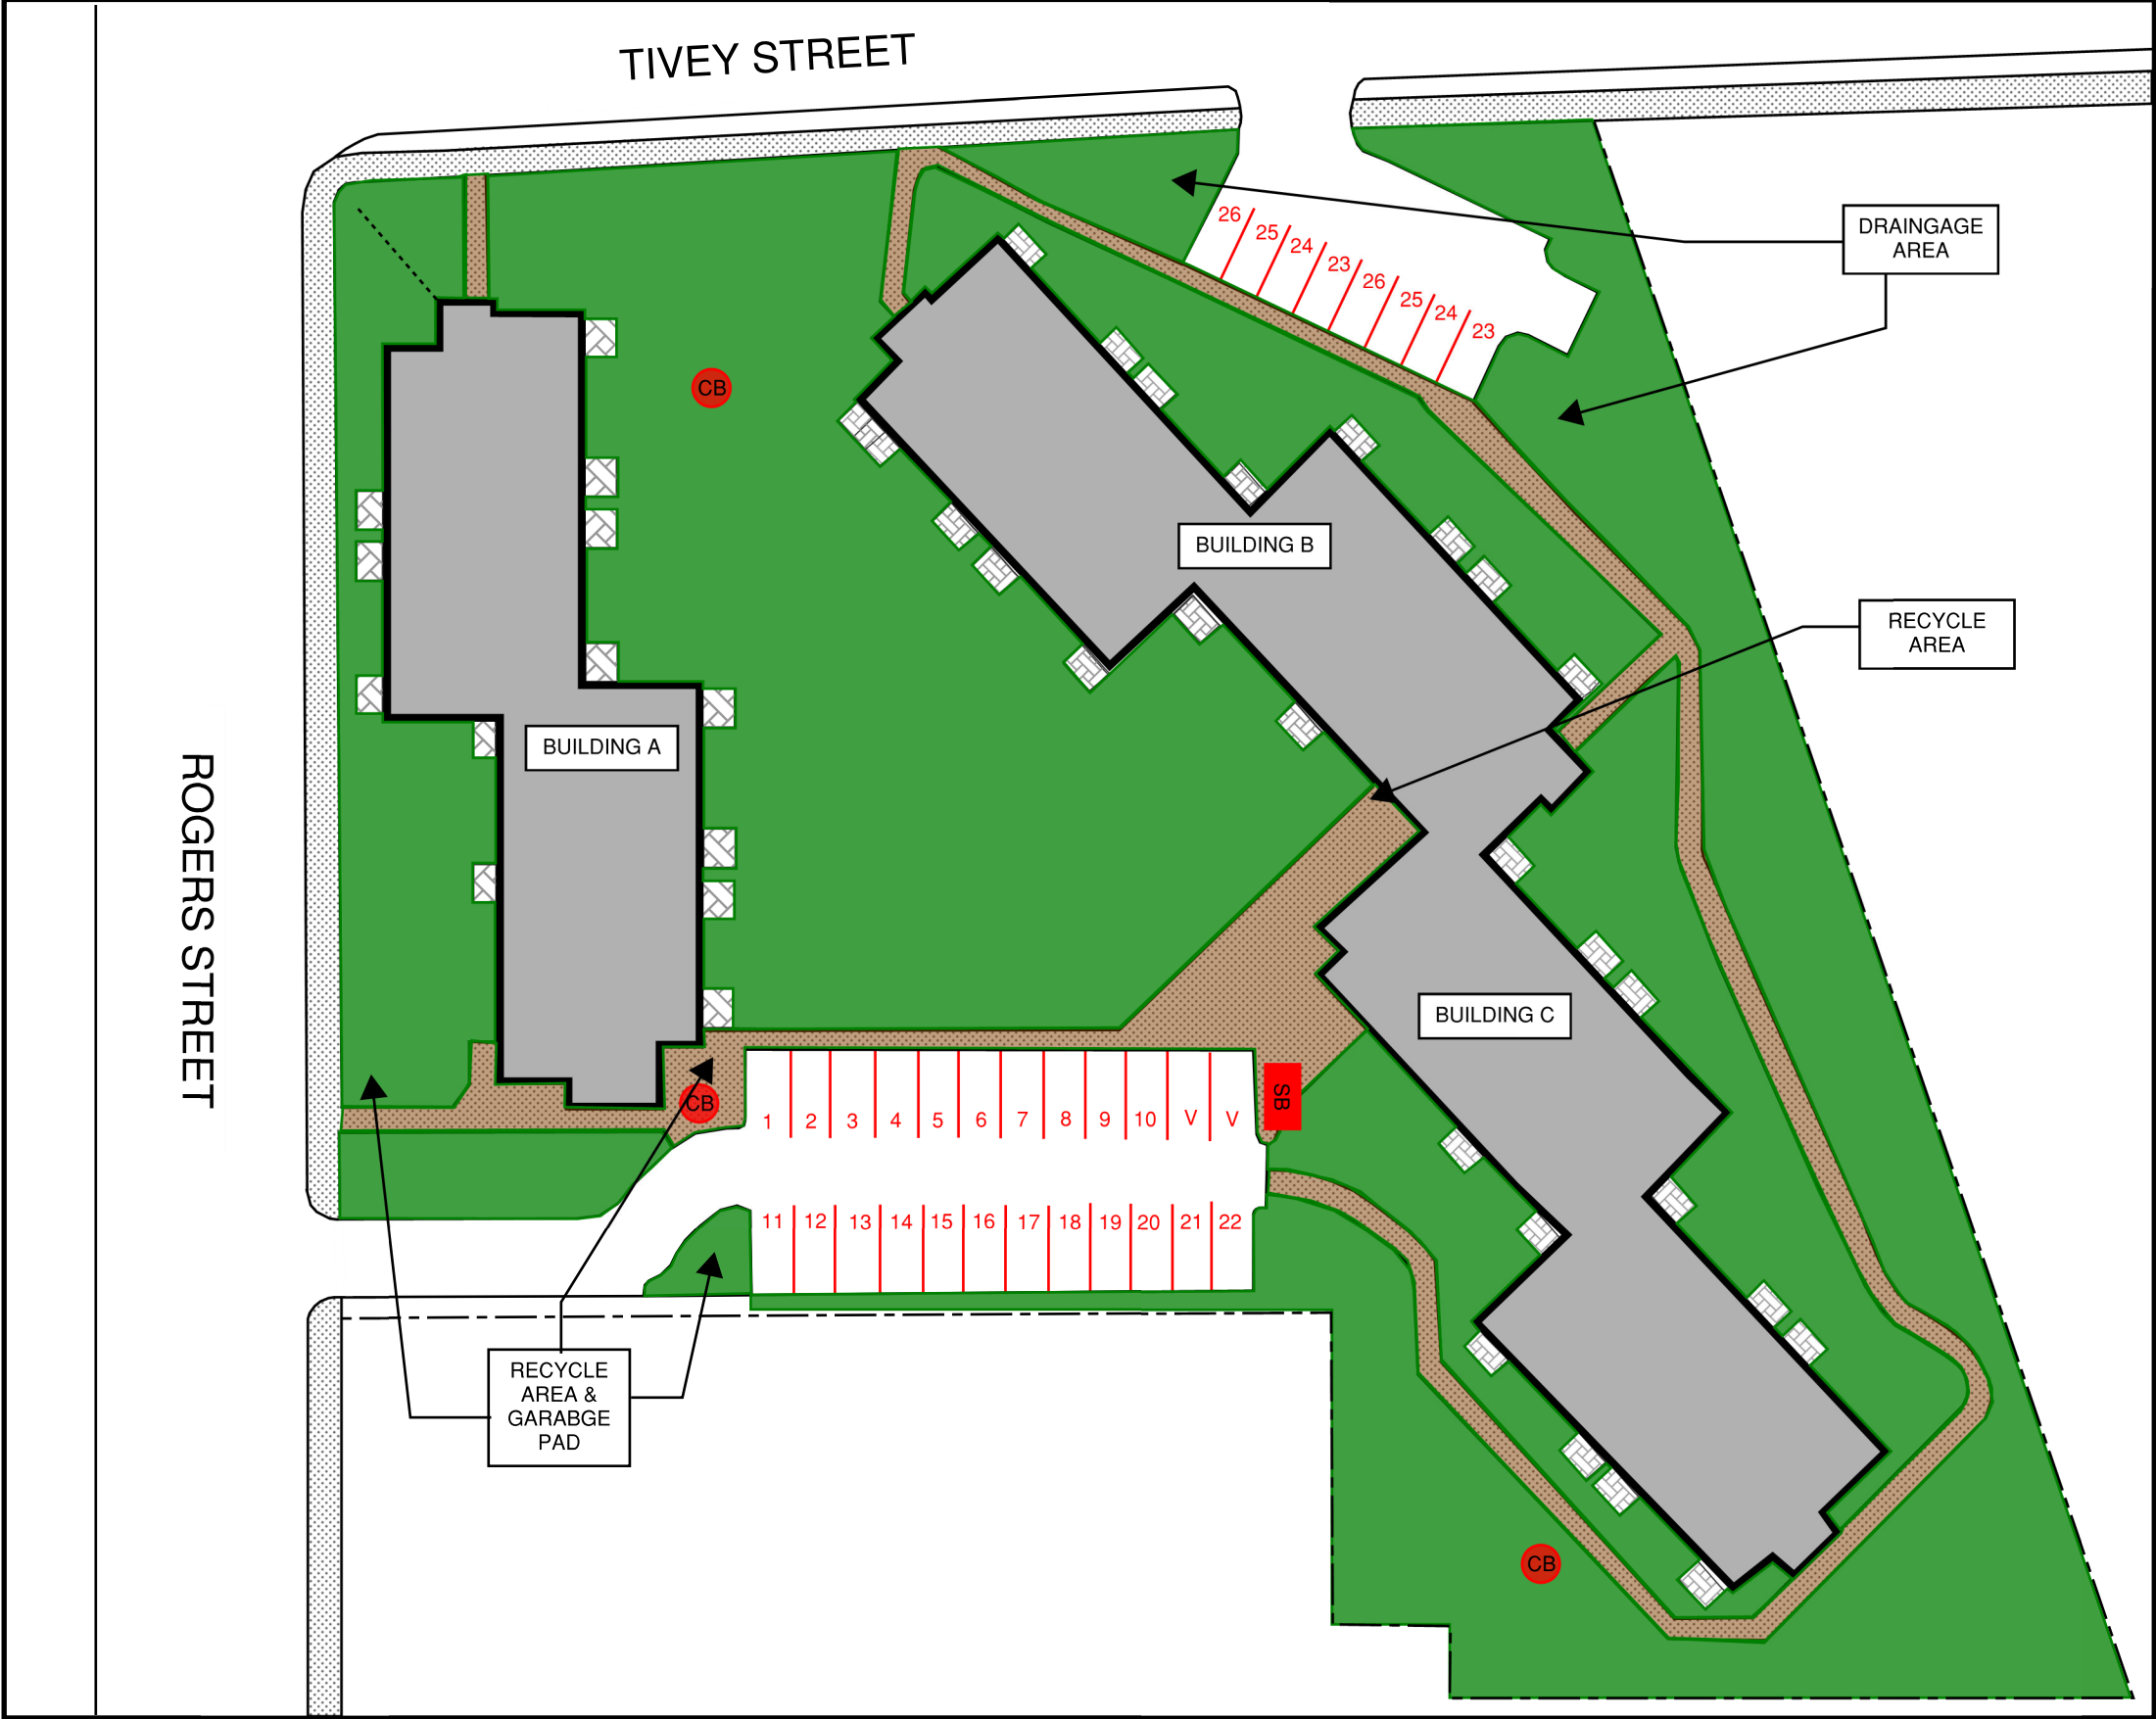 TIVEY STREET
26
25
24
23
26
25
24
23
DRAINGAGE
AREA
CB
BUILDING B
RECYCLE
AREA
BUILDING A
ROGERS STREET
BUILDING C
CB
SB
1 2 3 4 5 6 7 8 9 10 V V
11 12 13 14 15 16 17 18 19 20 21 22
RECYCLE
AREA &
GARABGE
PAD
CB